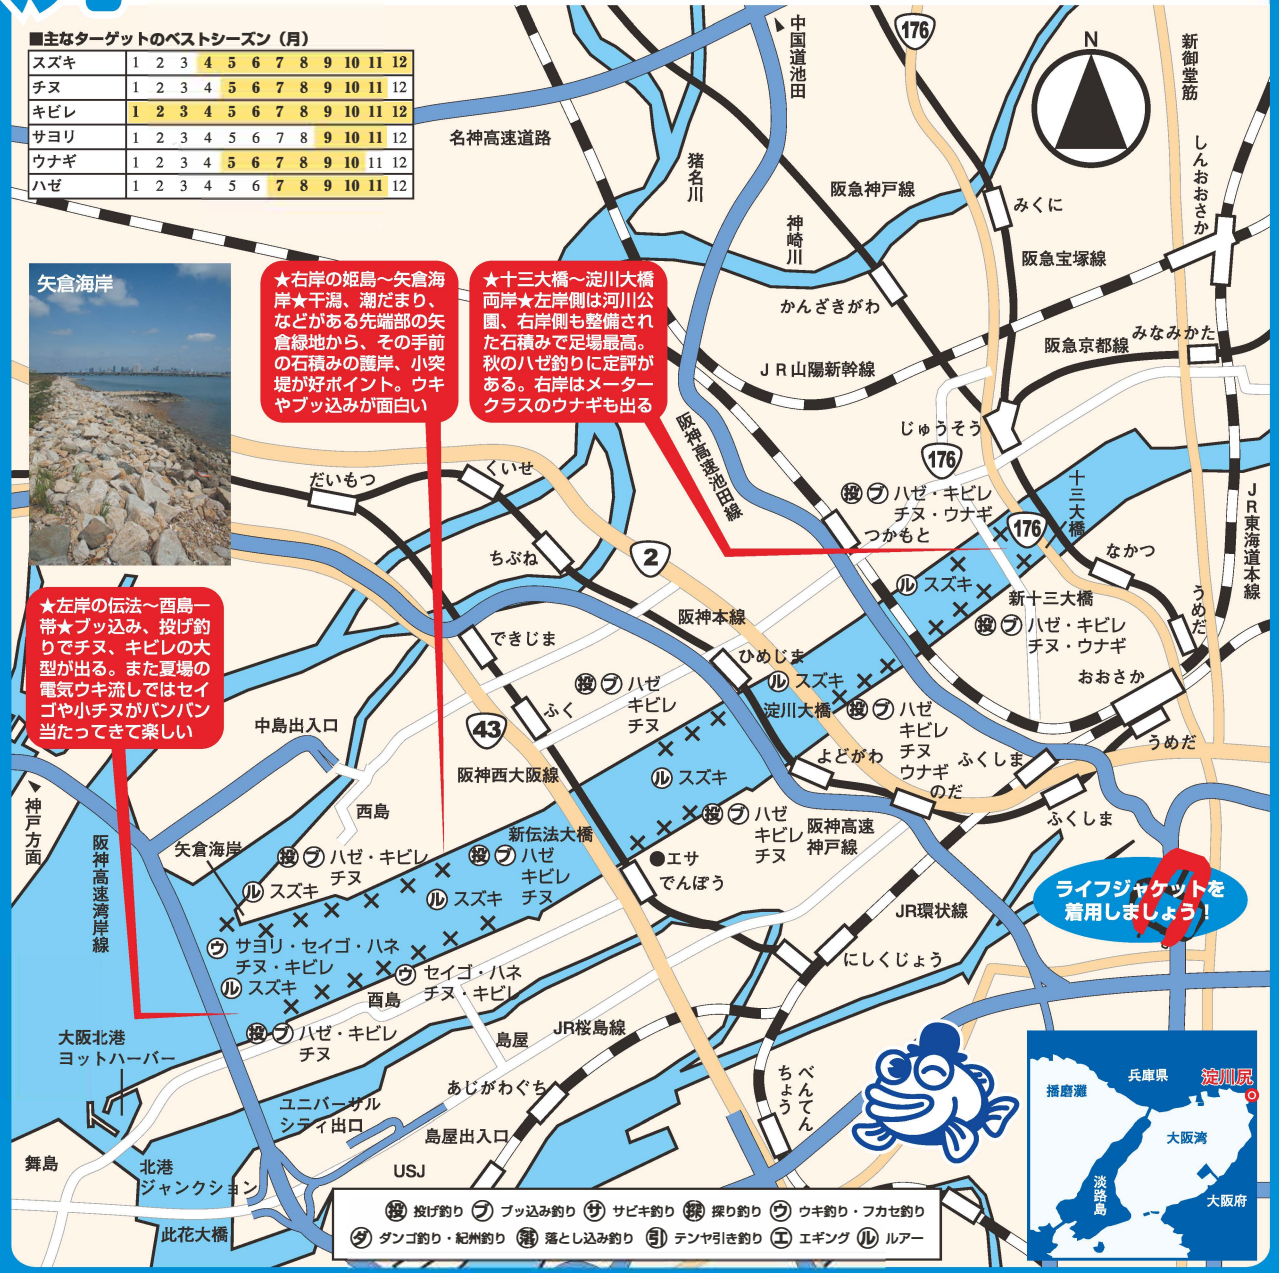 ■主なターゲットのベストシーズン（月）
スズキ 1 2 3 4 5 6 7 8 9 10 11 12
チヌ 1 2 3 4 5 6 7 8 9 10 11 12
キビレ 1 2 3 4 5 6 7 8 9 10 11 12
サヨリ 1 2 3 4 5 6 7 8 9 10 11 12
ウナギ 1 2 3 4 5 6 7 8 9 10 11 12
ハゼ 1 2 3 4 5 6 7 8 9 10 11 12
中国道池田
176
N
新御堂筋
名神高速道路
猪名川
阪急神戸線
みくに
しんおおさか
神崎川
阪急宝塚線
かんざきがわ
矢倉海岸
★右岸の姫島〜矢倉海
岸★干潟、潮だまり、
などがある先端部の矢
倉緑地から、その手前
の石積みの護岸、小突
堤が好ポイント。ウキ
やブッ込みが面白い
★十三大橋〜淀川大橋
両岸★左岸側は河川公
園、右岸側も整備され
た石積みで足場最高。
秋のハゼ釣りに定評が
ある。右岸はメーター
クラスのウナギも出る
ＪＲ山陽新幹線
阪急京都線
みなみかた
じゅうそう
176
阪神高速池田線
くいせ
だいもつ
投 ブ ハゼ・キビレ
チヌ・ウナギ
十三大橋
ＪＲ東海道本線
つかもと
176
なかつ
ちぶね
2
ル スズキ
新十三大橋
うめだ
★左岸の伝法〜酉島一
帯★ブッ込み、投げ釣
りでチヌ、キビレの大
型が出る。また夏場の
電気ウキ流しではセイ
ゴや小チヌがバンバン
当たってきて楽しい
阪神本線
投 ブ ハゼ・キビレ
チヌ・ウナギ
できじま
ひめじま
おおさか
投 ブ ハゼ
キビレ
チヌ
ル スズキ
淀川大橋
投 ブ ハゼ
キビレ
チヌ
ウナギ
ふく
43
中島出入口
うめだ
よどがわ
ふくしま
のだ
阪神西大阪線
ル スズキ
神戸方面
西島
投 ブ ハゼ
キビレ
チヌ
阪神高速
神戸線
ふくしま
阪神高速湾岸線
矢倉海岸
新伝法大橋
投 ブ ハゼ・キビレ
チヌ
投 ブ ハゼ
キビレ
チヌ
●エサ
でんぽう
ル スズキ
ル スズキ
ライフジャケットを
着用しましょう！
JR環状線
ウ サヨリ・セイゴ・ハネ
チヌ・キビレ
ル スズキ
ウ セイゴ・ハネ
チヌ・キビレ
にしくじょう
酉島
投 ブ ハゼ・キビレ
チヌ
大阪北港
ヨットハーバー
島屋
JR桜島線
あじがわぐち
べんてん
ちょう
ユニバーサル
シティ出口
島屋出入口
舞島
北港
ジャンクション
USJ
此花大橋
播磨灘
兵庫県
淀川尻
大阪湾
淡路島
大阪府
投 投げ釣り ブ ブッ込み釣り サ サビキ釣り 探 探り釣り ウ ウキ釣り・フカセ釣り
ダ ダンゴ釣り・紀州釣り 落 落とし込み釣り 引 テンヤ引き釣り エ エギング ル ルアー